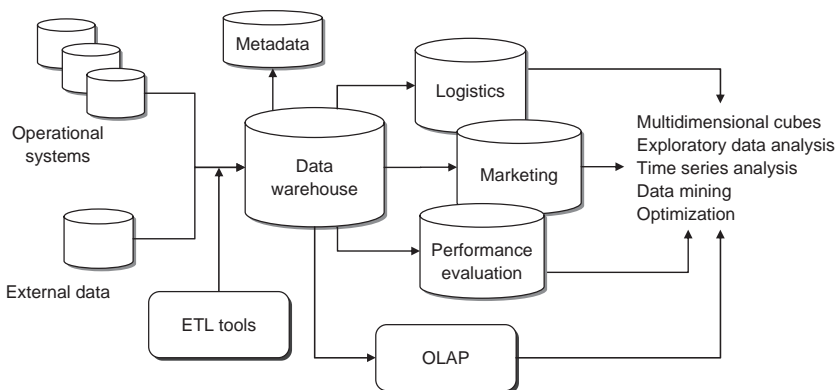 Metadata
Logistics
Operational
systems
Data
warehouse
Marketing
Multidimensional cubes
Exploratory data analysis
Time series analysis
Data mining
Optimization
Performance
evaluation
External data
ETL tools
OLAP